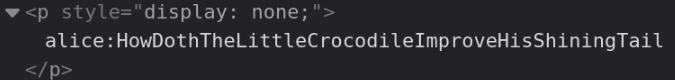 <p style="display: none;">
alice:HowDothTheLittleCrocodileImproveHisShiningTail
</p>